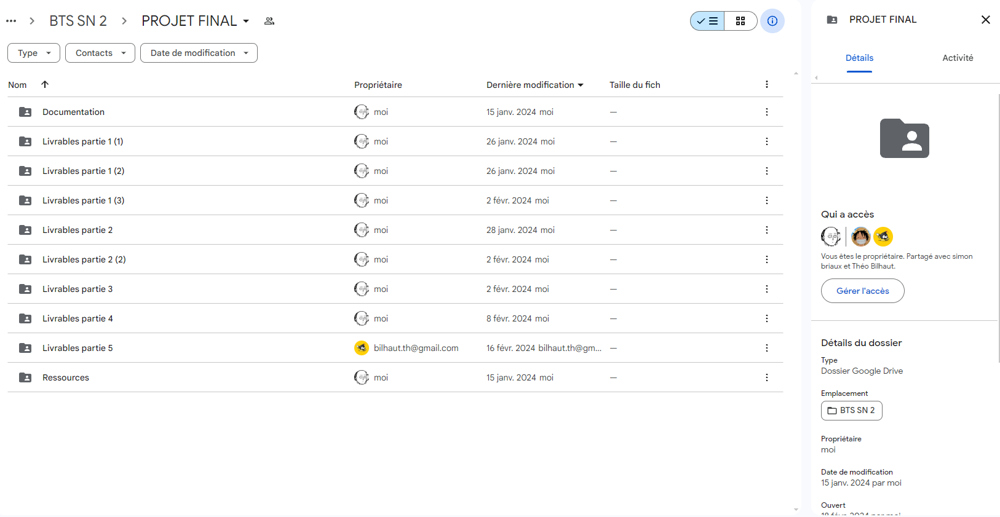 BTS SN 2 PROJET FINAL
Type Contacts Date de modification
Nom Propriétaire Dernière modification Taille du fich
Documentation moi 15 janv. 2024 moi —
Livrables partie 1 (1) moi 26 janv. 2024 moi —
Livrables partie 1 (2) moi 26 janv. 2024 moi —
Livrables partie 1 (3) moi 2 févr. 2024 moi —
Livrables partie 2 moi 28 janv. 2024 moi —
Livrables partie 2 (2) moi 2 févr. 2024 moi —
Livrables partie 3 moi 2 févr. 2024 moi —
Livrables partie 4 moi 8 févr. 2024 moi —
Livrables partie 5 bilhaut.th@gmail.com 16 févr. 2024 bilhaut.th@gm... —
Ressources moi 15 janv. 2024 moi —
PROJET FINAL
Détails Activité
Qui a accès
Vous êtes le propriétaire. Partagé avec simon
briaux et Théo Bilhaut.
Gérer l'accès
Détails du dossier
Type
Dossier Google Drive
Emplacement
BTS SN 2
Propriétaire
moi
Date de modification
15 janv. 2024 par moi
Ouvert
18 févr. 2024 par moi